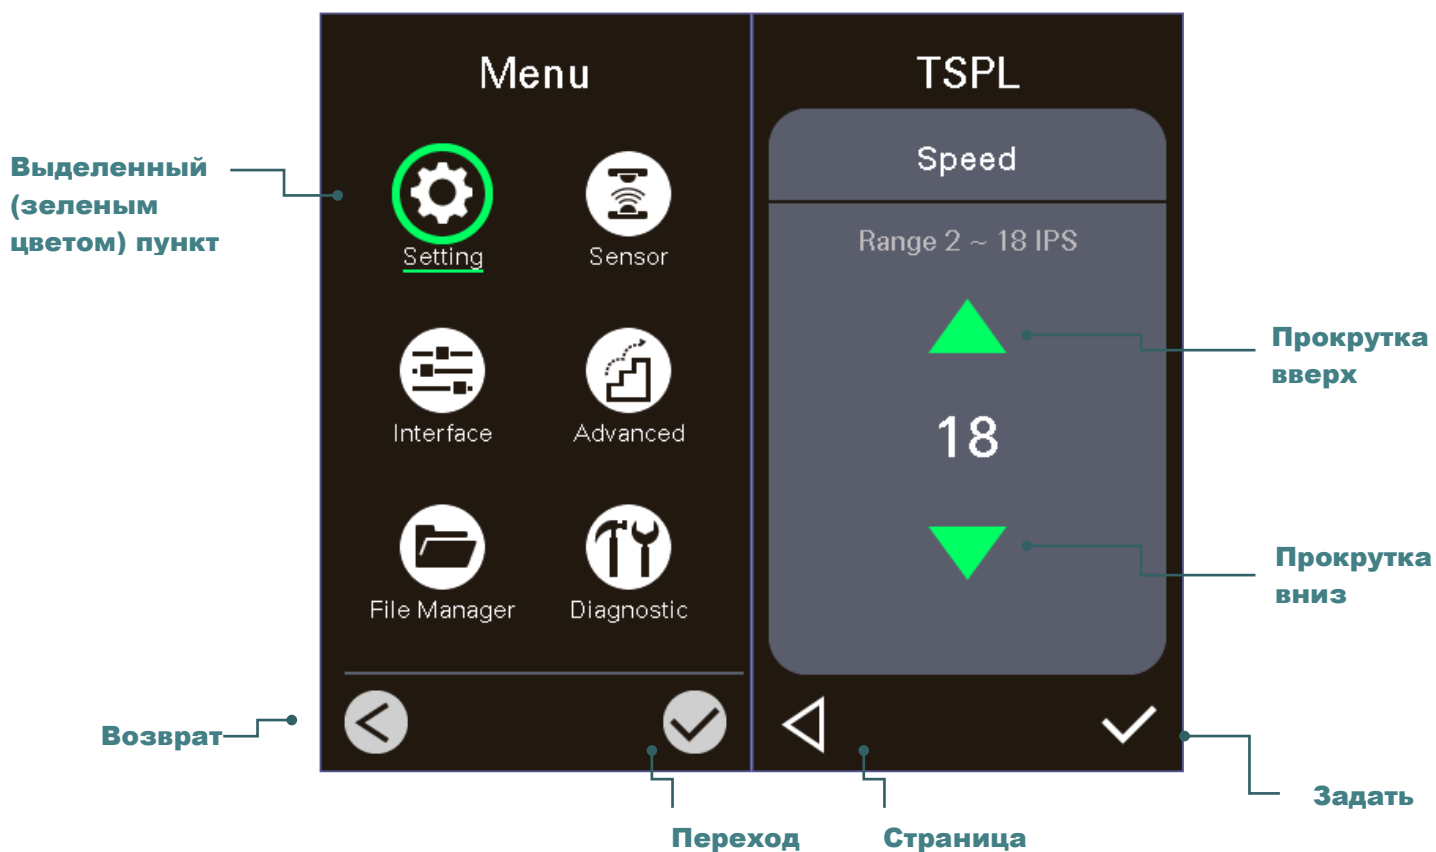 Menu
TSPL
Выделенный
(зеленым
цветом) пункт
Speed
Setting
Sensor
Range 2 ~ 18 IPS
Прокрутка
вверх
Interface
Advanced
18
Прокрутка
вниз
File Manager
Diagnostic
Возврат
Задать
Переход
Страница